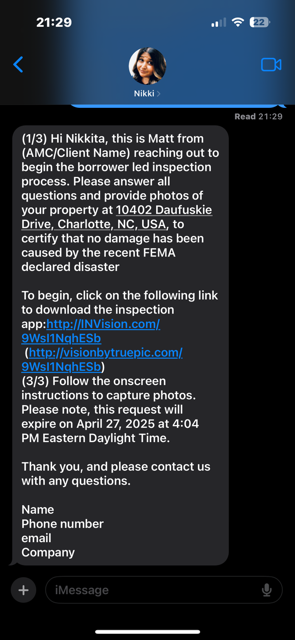 21:29
22
Nikki
Read 21:29
(1/3) Hi Nikkita, this is Matt from
(AMC/Client Name) reaching out to
begin the borrower led inspection
process. Please answer all
questions and provide photos of
your property at 10402 Daufuskie
Drive, Charlotte, NC, USA, to
certify that no damage has been
caused by the recent FEMA
declared disaster
To begin, click on the following link
to download the inspection
app:http://INVision.com/
9WsI1NqhESb
(http://visionbytruepic.com/
9WsI1NqhESb)
(3/3) Follow the onscreen
instructions to capture photos.
Please note, this request will
expire on April 27, 2025 at 4:04
PM Eastern Daylight Time.
Thank you, and please contact us
with any questions.
Name
Phone number
email
Company
iMessage